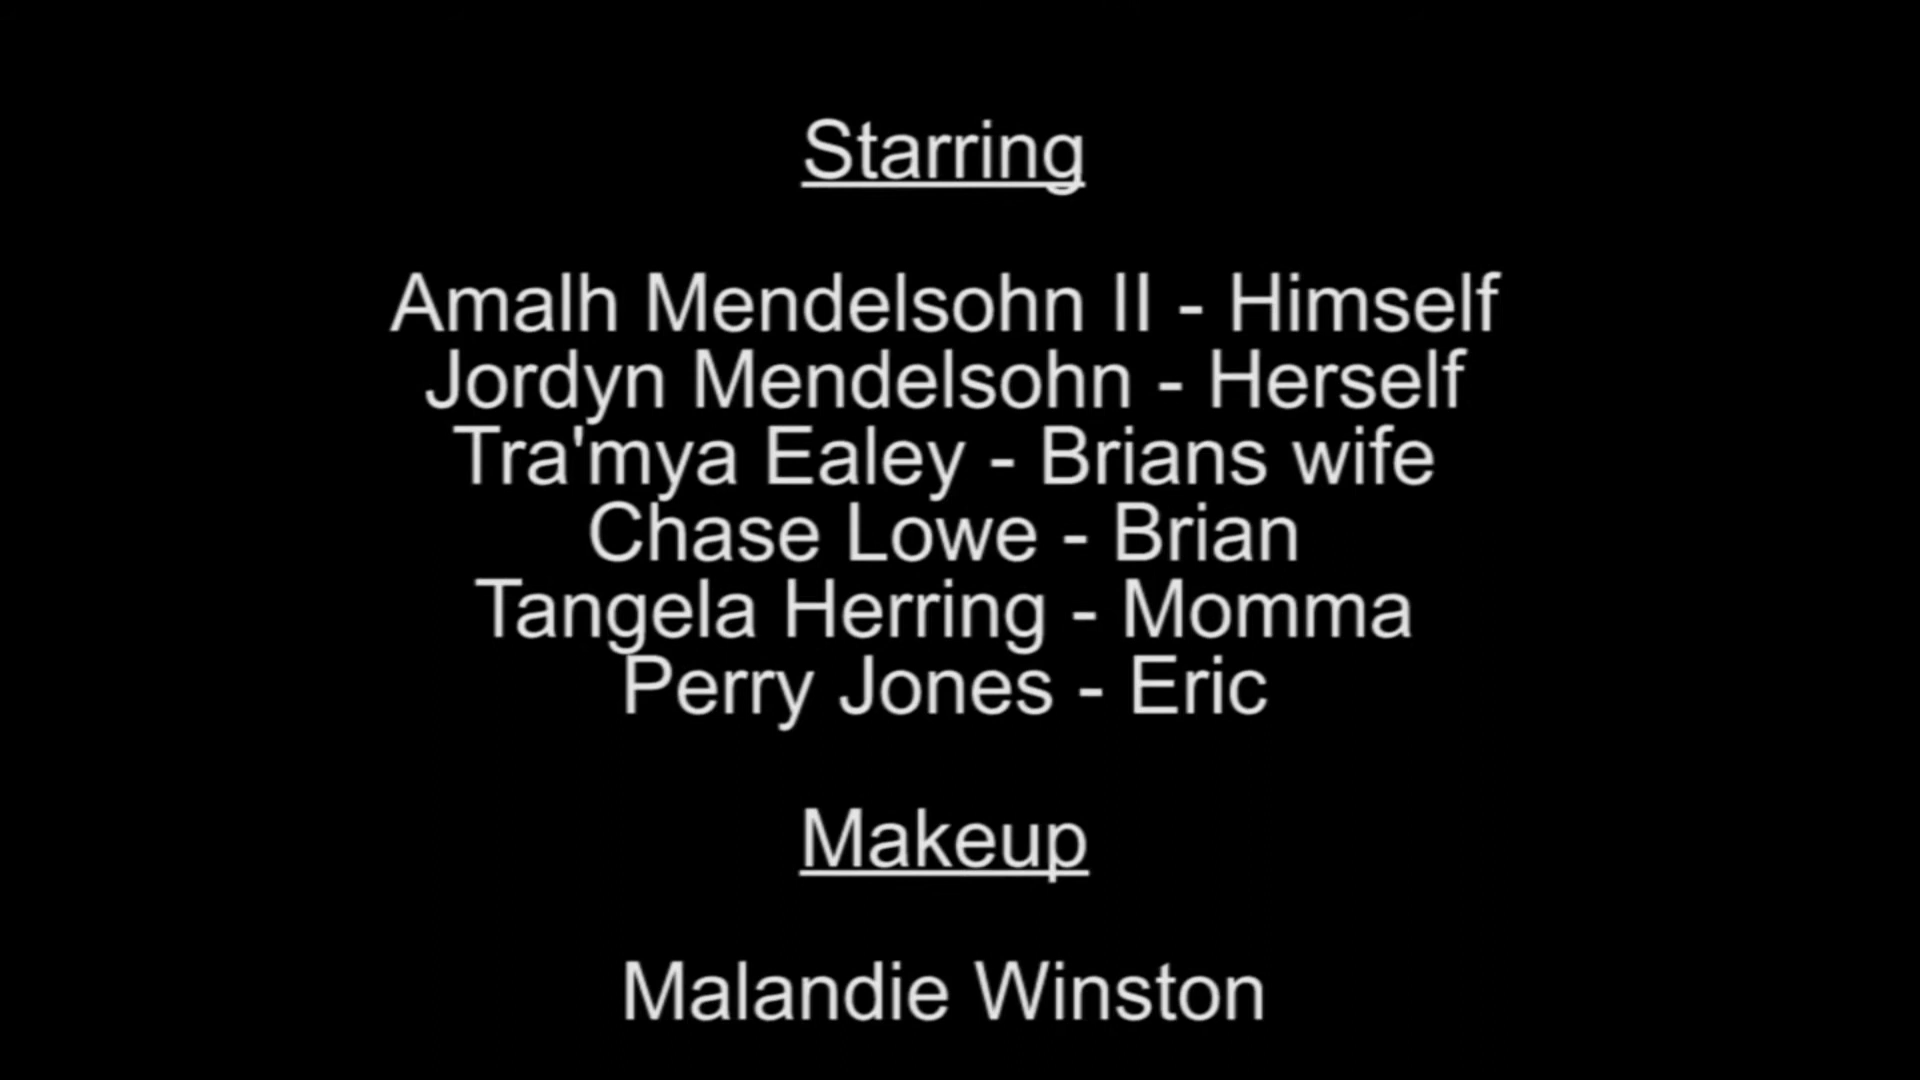 Starring
Amalh Mendelsohn II - Himself
Jordyn Mendelsohn - Herself
Tra'mya Ealey - Brians wife
Chase Lowe - Brian
Tangela Herring - Momma
Perry Jones - Eric
Makeup
Malandie Winston